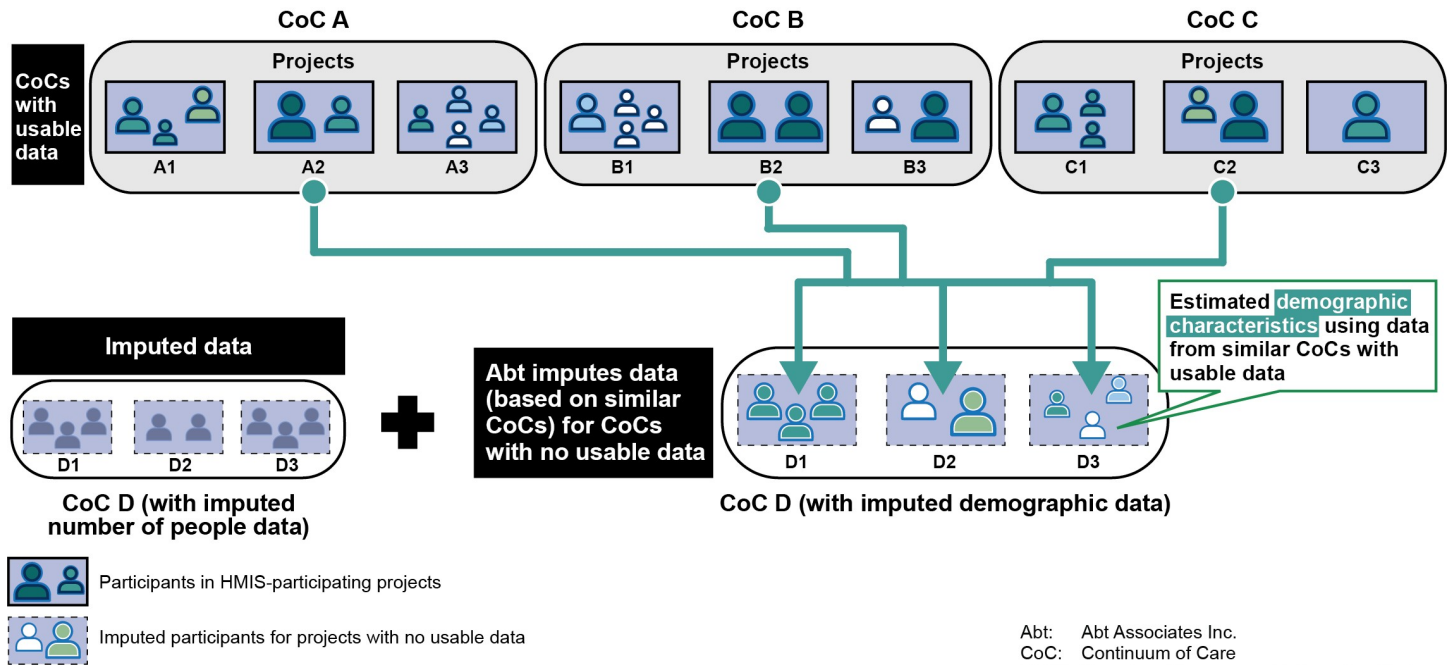 CoC A
CoC B
CoC C
CoCs
with
usable
data
Projects
Projects
Projects
A1
A2
A3
B1
B2
B3
C1
C2
C3
Estimated demographic
characteristics using data
from similar CoCs with
usable data
Imputed data
Abt imputes data
(based on similar
CoCs) for CoCs
with no usable data
D1
D2
D3
D1
D2
D3
CoC D (with imputed
number of people data)
CoC D (with imputed demographic data)
Participants in HMIS-participating projects
Imputed participants for projects with no usable data
Abt: Abt Associates Inc.
CoC: Continuum of Care